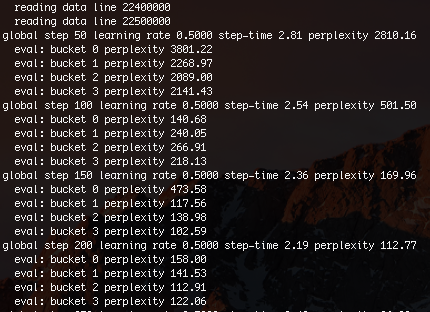 reading data line 22400000
reading data line 22500000
global step 50 learning rate 0.5000 step-time 2.81 perplexity 2810.16
eval: bucket 0 perplexity 3801.22
eval: bucket 1 perplexity 2268.97
eval: bucket 2 perplexity 2089.00
eval: bucket 3 perplexity 2141.43
global step 100 learning rate 0.5000 step-time 2.54 perplexity 501.50
eval: bucket 0 perplexity 140.68
eval: bucket 1 perplexity 240.05
eval: bucket 2 perplexity 266.91
eval: bucket 3 perplexity 218.13
global step 150 learning rate 0.5000 step-time 2.36 perplexity 169.96
eval: bucket 0 perplexity 473.58
eval: bucket 1 perplexity 117.56
eval: bucket 2 perplexity 138.98
eval: bucket 3 perplexity 102.59
global step 200 learning rate 0.5000 step-time 2.19 perplexity 112.77
eval: bucket 0 perplexity 158.00
eval: bucket 1 perplexity 141.53
eval: bucket 2 perplexity 112.91
eval: bucket 3 perplexity 122.06